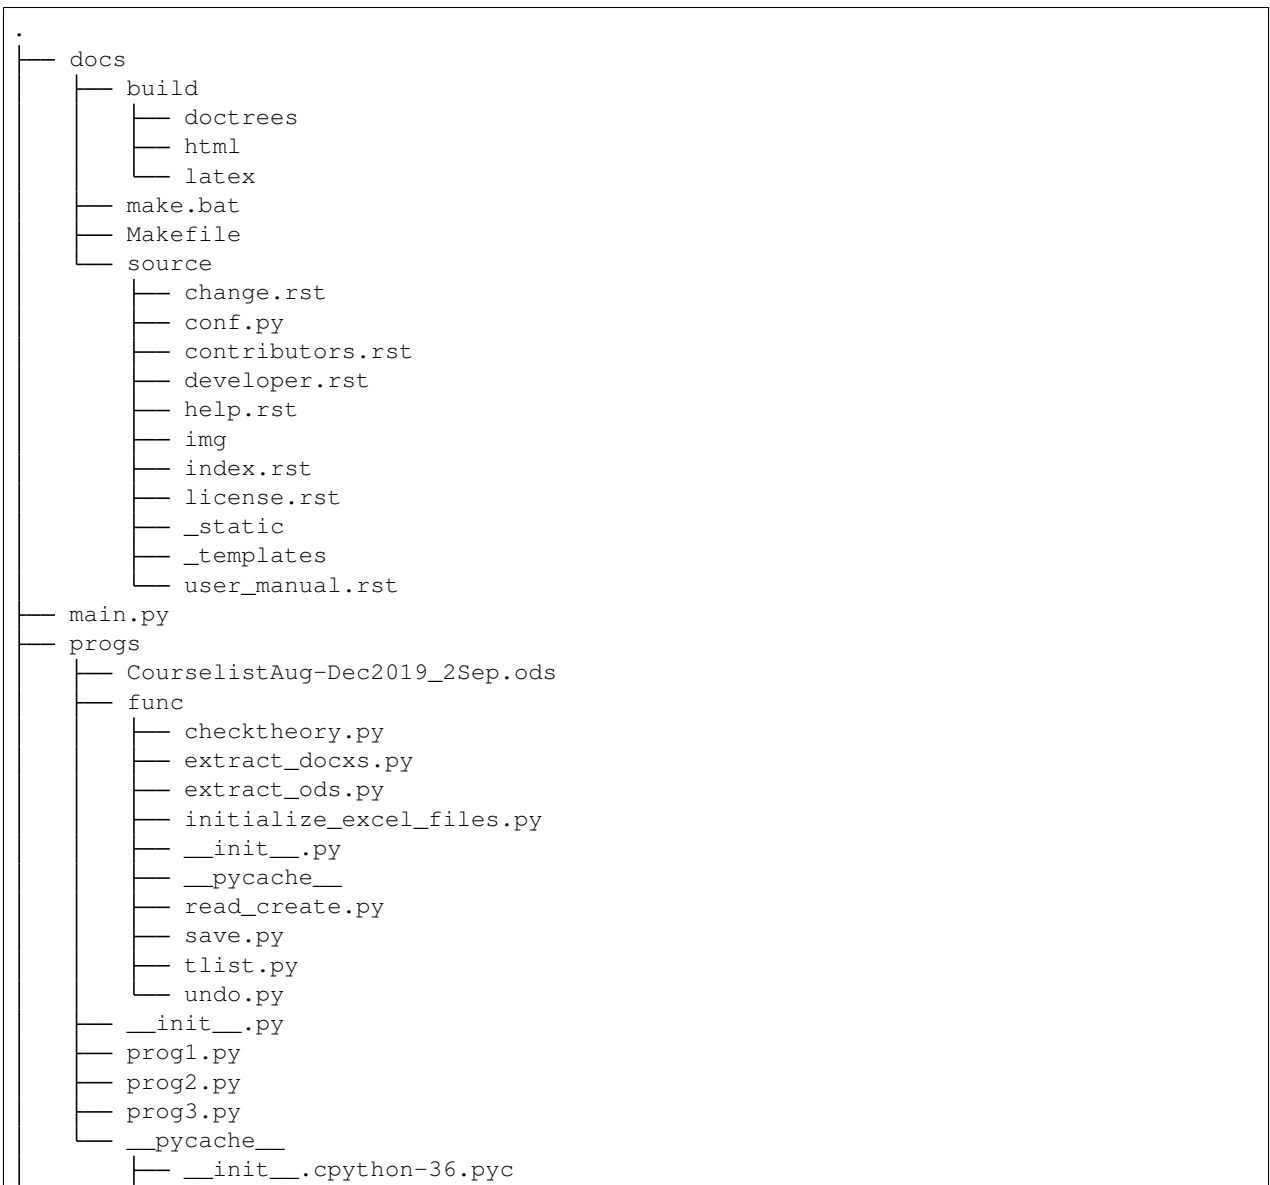 .
├── docs
│   ├── build
│   │   ├── doctrees
│   │   ├── html
│   │   └── latex
│   ├── make.bat
│   ├── Makefile
│   └── source
│       ├── change.rst
│       ├── conf.py
│       ├── contributors.rst
│       ├── developer.rst
│       ├── help.rst
│       ├── img
│       ├── index.rst
│       ├── license.rst
│       ├── _static
│       ├── _templates
│       └── user_manual.rst
├── main.py
├── progs
│   ├── CourselistAug-Dec2019_2Sep.ods
│   ├── func
│   │   ├── checktheory.py
│   │   ├── extract_docxs.py
│   │   ├── extract_ods.py
│   │   ├── initialize_excel_files.py
│   │   ├── __init__.py
│   │   ├── __pycache__
│   │   ├── read_create.py
│   │   ├── save.py
│   │   ├── tlist.py
│   │   └── undo.py
│   ├── __init__.py
│   ├── prog1.py
│   ├── prog2.py
│   ├── prog3.py
│   └── __pycache__
│       ├── __init__.cpython-36.pyc